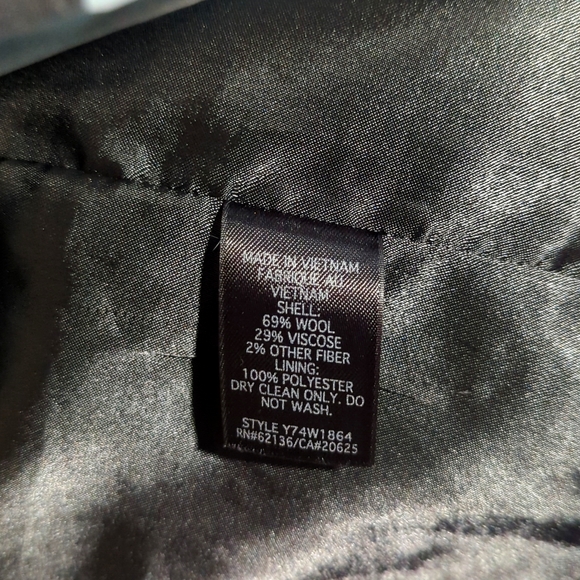 MADE IN VIETNAM
FABRIQUE AU
VIETNAM
SHELL:
69% WOOL
29% VISCOSE
2% OTHER FIBER
LINING:
100% POLYESTER
DRY CLEAN ONLY. DO
NOT WASH.
STYLE Y74W1864
RN#62136/CA#20625